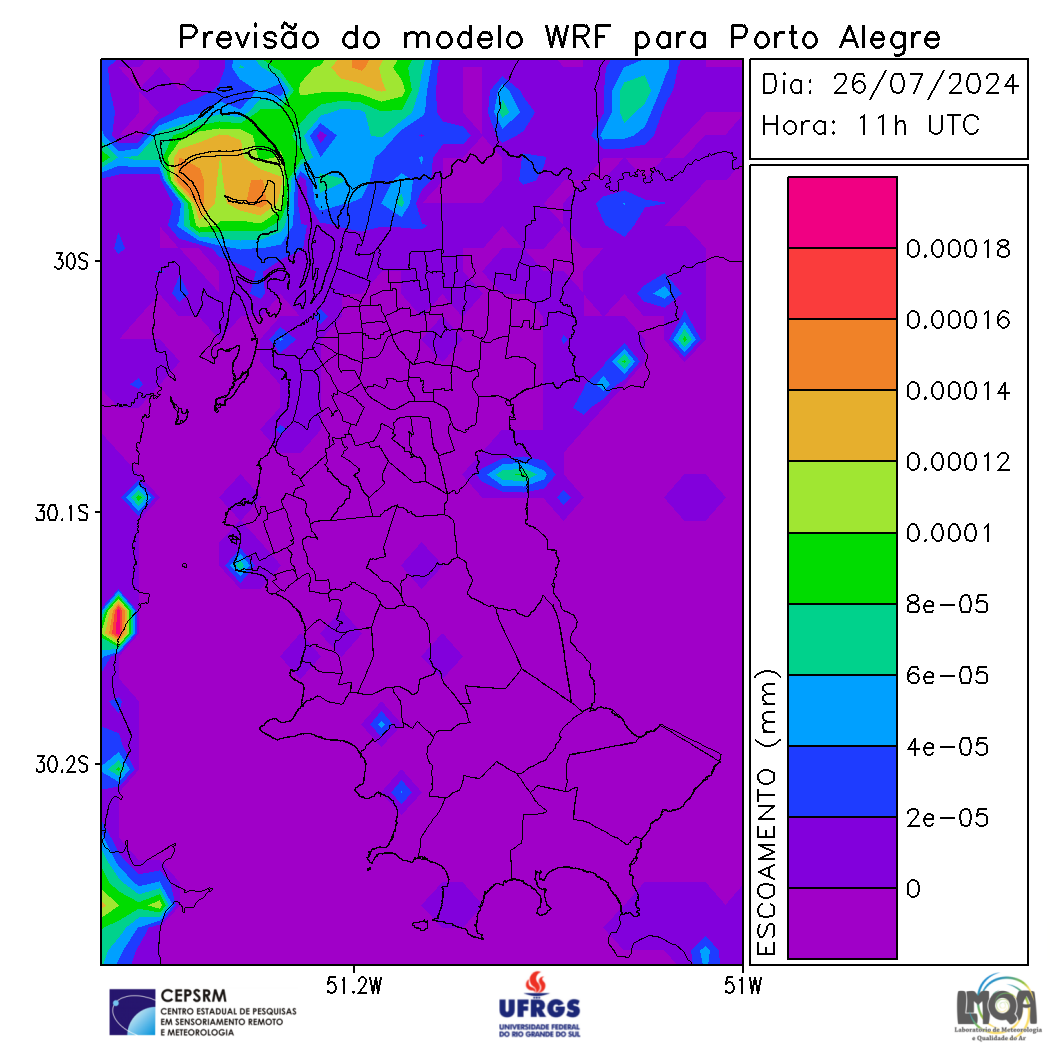 Previsão do modelo WRF para Porto Alegre
Dia: 26/07/2024
Hora: 11h UTC
30S
30.1S
30.2S
51.2W
51W
ESCOAMENTO (mm)
0.00018
0.00016
0.00014
0.00012
0.0001
8e-05
6e-05
4e-05
2e-05
0
CEPSRM
CENTRO ESTADUAL DE PESQUISAS
EM SENSORIAMENTO REMOTO
E METEOROLOGIA
UFRGS
UNIVERSIDADE FEDERAL
DO RIO GRANDE DO SUL
LMQA
Laboratório de Meteorologia
e Qualidade do Ar